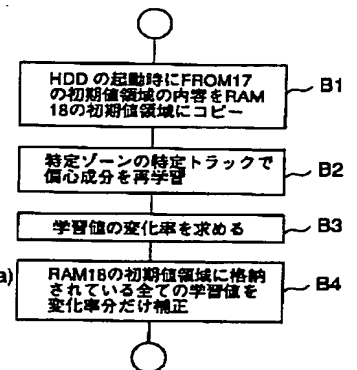 HDD の起動時にFROM17
の初期値領域の内容をRAM
18の初期値領域にコピー
B1
特定ゾーンの特定トラックで
偏心成分を再学習
B2
学習値の変化率を求める
B3
a)
RAM18の初期値領域に格納
されている全ての学習値を
変化率分だけ補正
B4